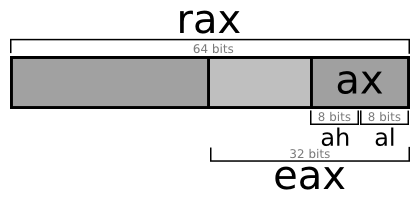 rax
64 bits
ax
8 bits 8 bits
ah al
32 bits
eax